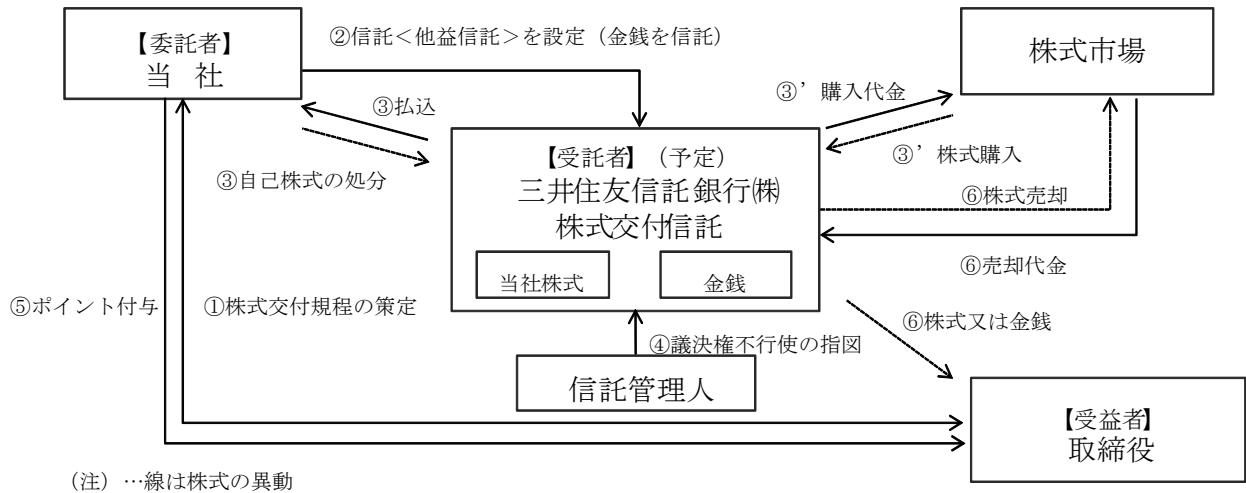 【委託者】
当　社
②信託＜他益信託＞を設定（金銭を信託）
株式市場
③払込
③自己株式の処分
③’購入代金
③’株式購入
【受託者】（予定）
三井住友信託銀行㈱
株式交付信託
当社株式
金銭
⑥株式売却
⑥売却代金
⑤ポイント付与
①株式交付規程の策定
⑥株式又は金銭
④議決権不行使の指図
信託管理人
【受益者】
取締役
（注）…線は株式の異動